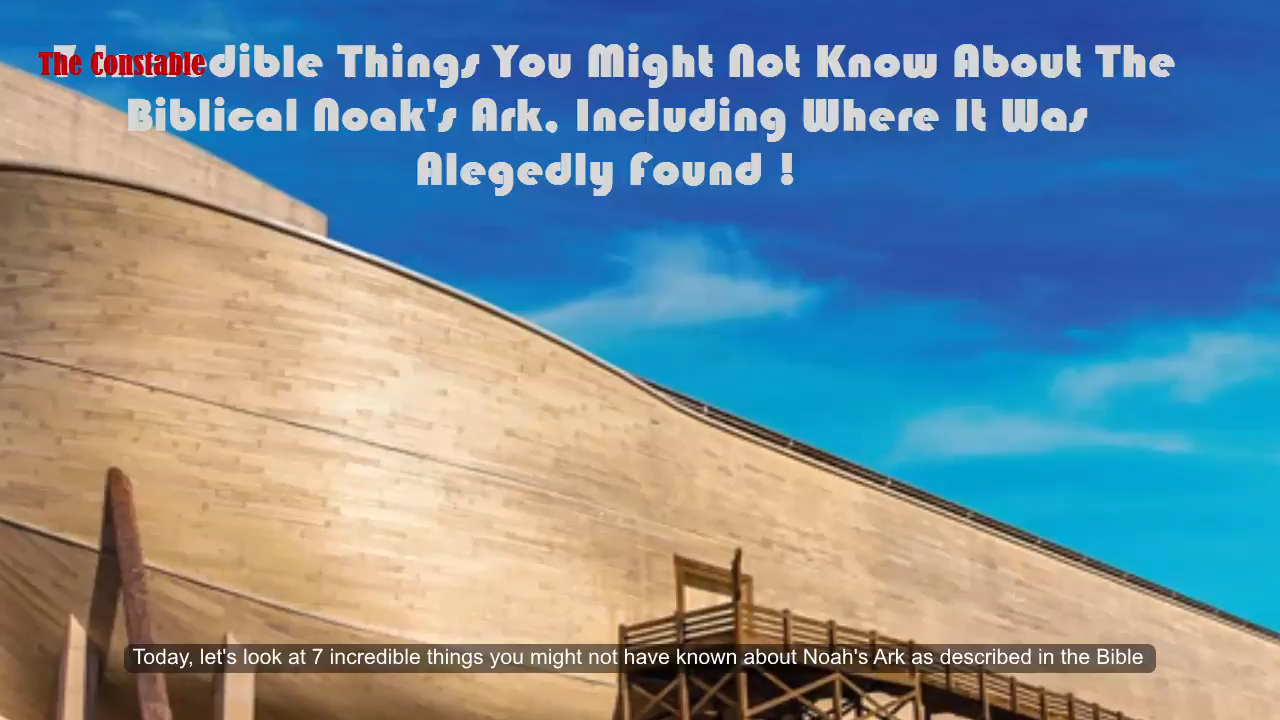 The Constable
7 Incredible Things You Might Not Know About The
Biblical Noak's Ark, Including Where It Was
Alegedly Found !
Today, let's look at 7 incredible things you might not have known about Noah's Ark as described in the Bible